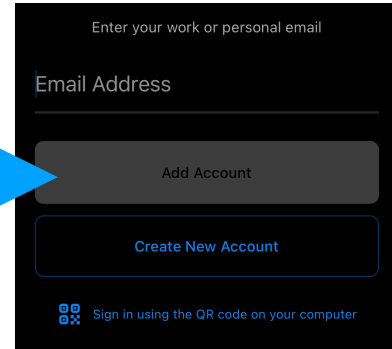 Enter your work or personal email
Email Address
Add Account
Create New Account
Sign in using the QR code on your computer